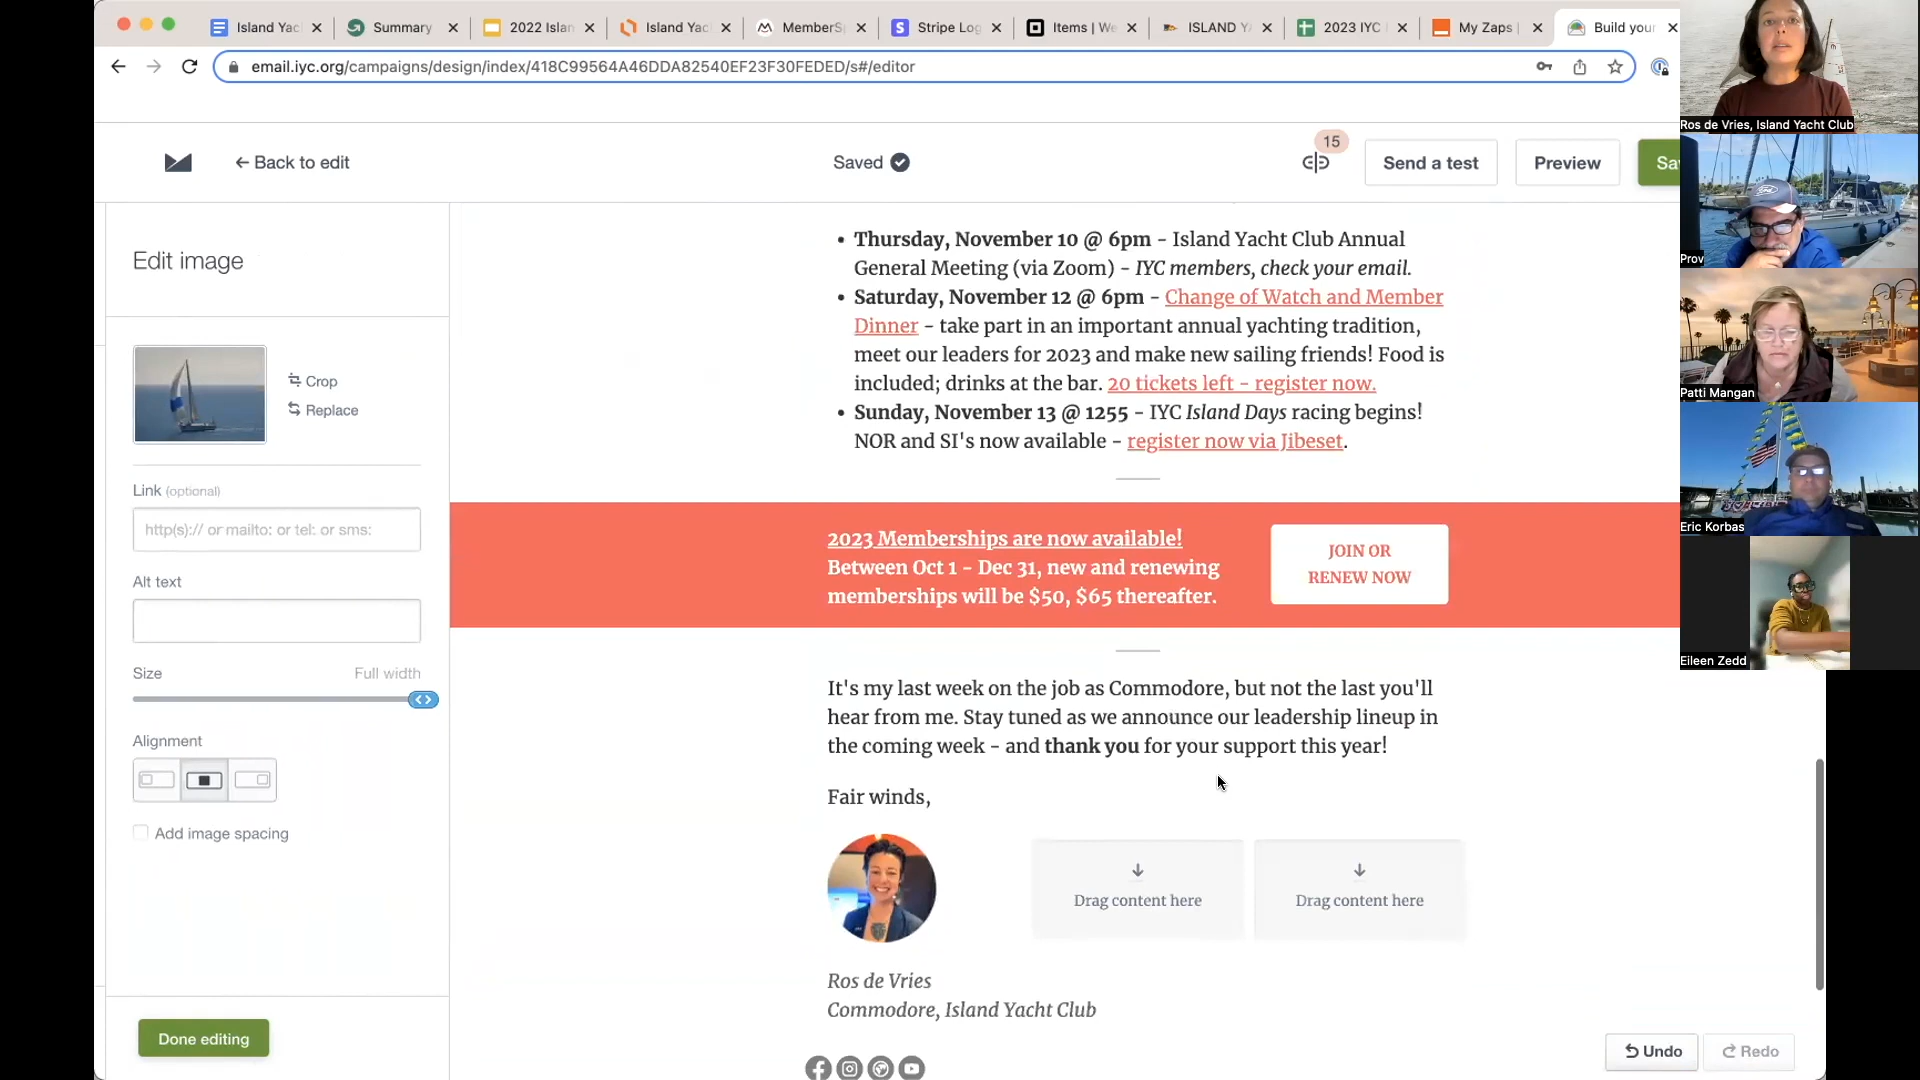 Island Yac
Summary
2022 Islan
Island Yac
MemberSp
Stripe Log
Items | We
ISLAND Y
2023 IYC
My Zaps |
Build your
email.iyc.org/campaigns/design/index/418C99564A46DDA82540EF23F30FEDED/s#/editor
← Back to edit
Saved
15
Send a test
Preview
Sa
Edit image
Crop
Replace
Link (optional)
http(s):// or mailto: or tel: or sms:
Alt text
Size
Full width
Alignment
Add image spacing
Done editing
• Thursday, November 10 @ 6pm - Island Yacht Club Annual
General Meeting (via Zoom) - IYC members, check your email.
• Saturday, November 12 @ 6pm - Change of Watch and Member
Dinner - take part in an important annual yachting tradition,
meet our leaders for 2023 and make new sailing friends! Food is
included; drinks at the bar. 20 tickets left - register now.
• Sunday, November 13 @ 1255 - IYC Island Days racing begins!
NOR and SI's now available - register now via Jibeset.
2023 Memberships are now available!
Between Oct 1 - Dec 31, new and renewing
memberships will be $50, $65 thereafter.
JOIN OR
RENEW NOW
It's my last week on the job as Commodore, but not the last you'll
hear from me. Stay tuned as we announce our leadership lineup in
the coming week - and thank you for your support this year!
Fair winds,
Drag content here
Drag content here
Ros de Vries
Commodore, Island Yacht Club
Undo
Redo
Ros de Vries, Island Yacht Club
Prov
Patti Mangan
Eric Korbas
Eileen Zedd